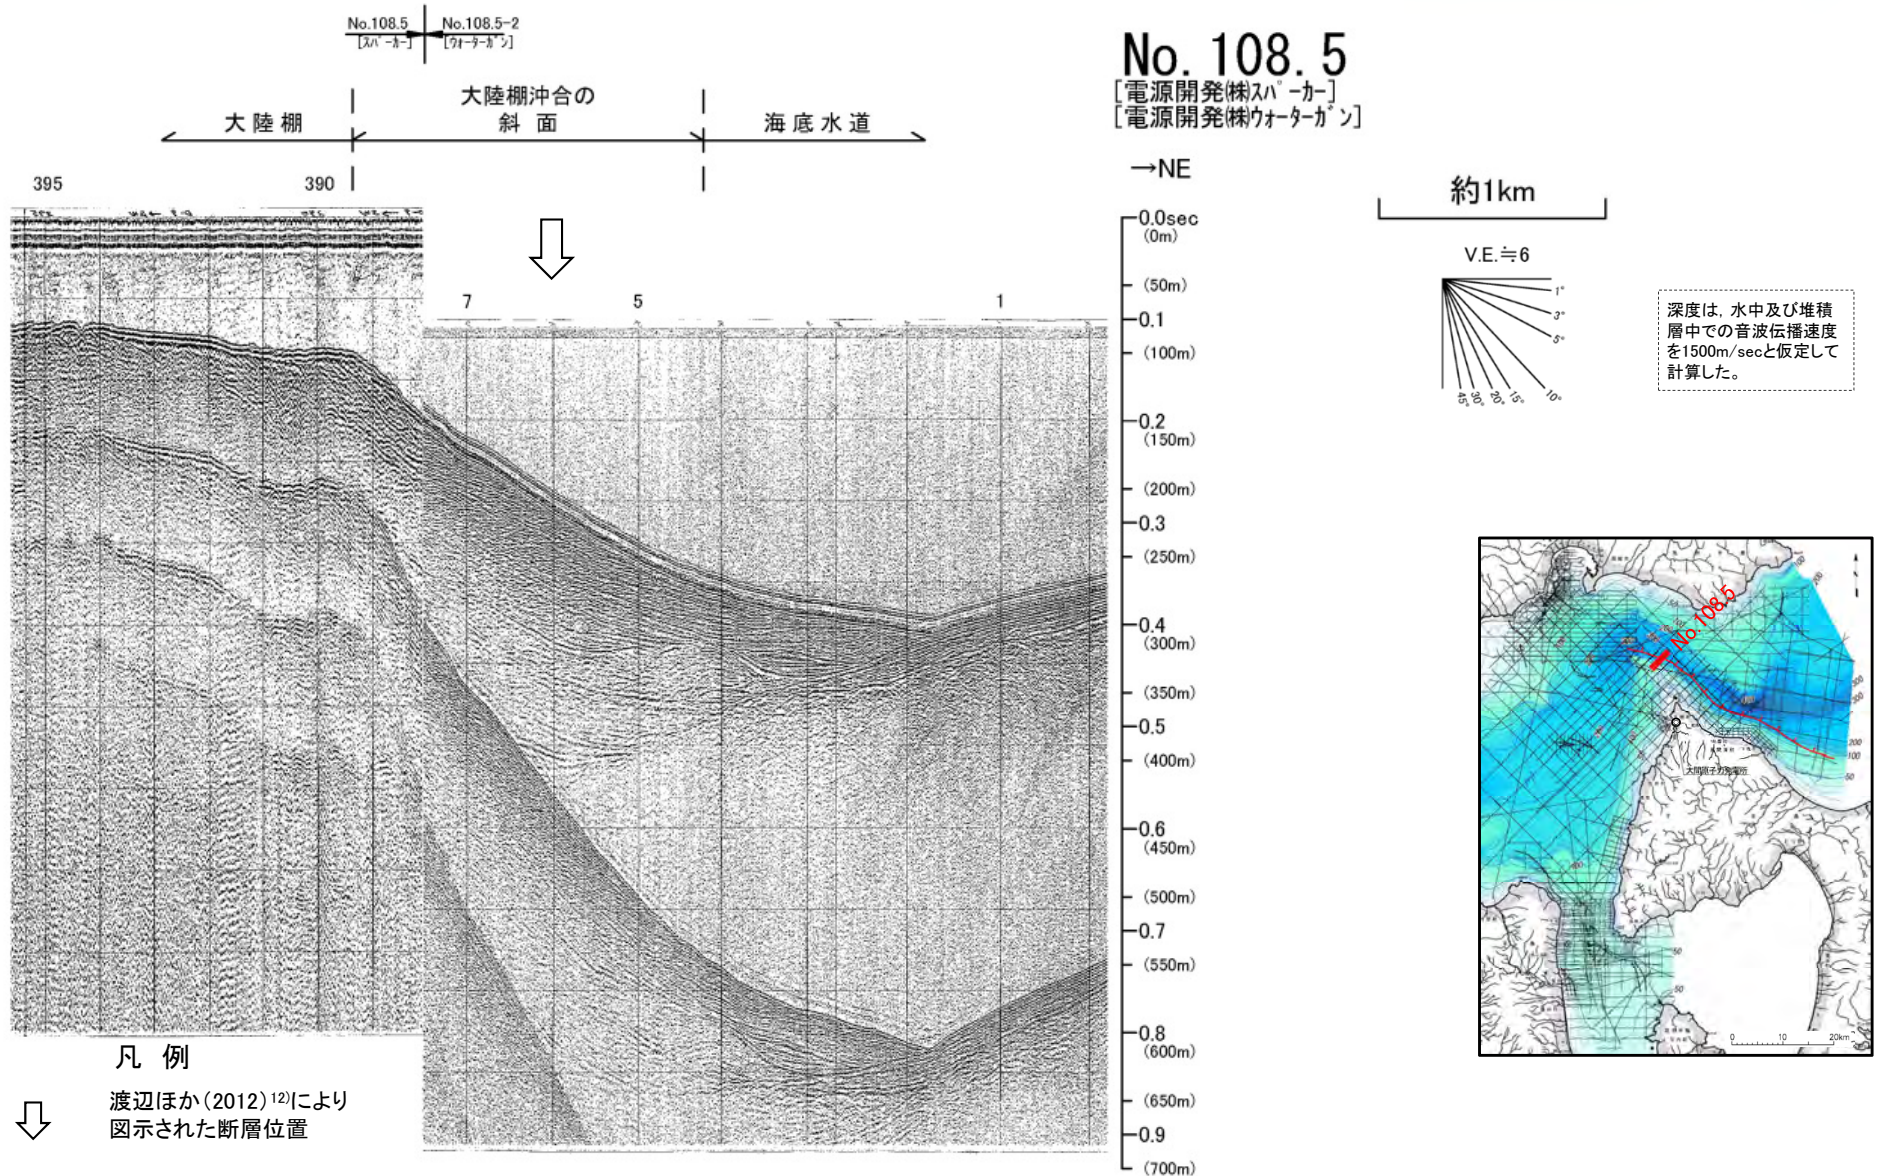 No.108.5
[スパーカー]
No.108.5-2
[ウォーターガン]
大陸棚
大陸棚沖合の
斜 面
海底水道
395
390
7
5
1
No.108.5
[電源開発㈱スパーカー]
[電源開発㈱ウォーターガン]
→NE
0.0sec
(0m)
(50m)
0.1
(100m)
0.2
(150m)
(200m)
0.3
(250m)
0.4
(300m)
(350m)
0.5
(400m)
0.6
(450m)
(500m)
0.7
(550m)
0.8
(600m)
(650m)
0.9
(700m)
約1km
V.E.≒6
1°
3°
5°
10°
15°
20°
30°
45°
深度は, 水中及び堆積
層中での音波伝播速度
を1500m/secと仮定して
計算した。
No.108.5
大間原子力発電所
0 10 20km
凡 例
渡辺ほか(2012)12)により
図示された断層位置